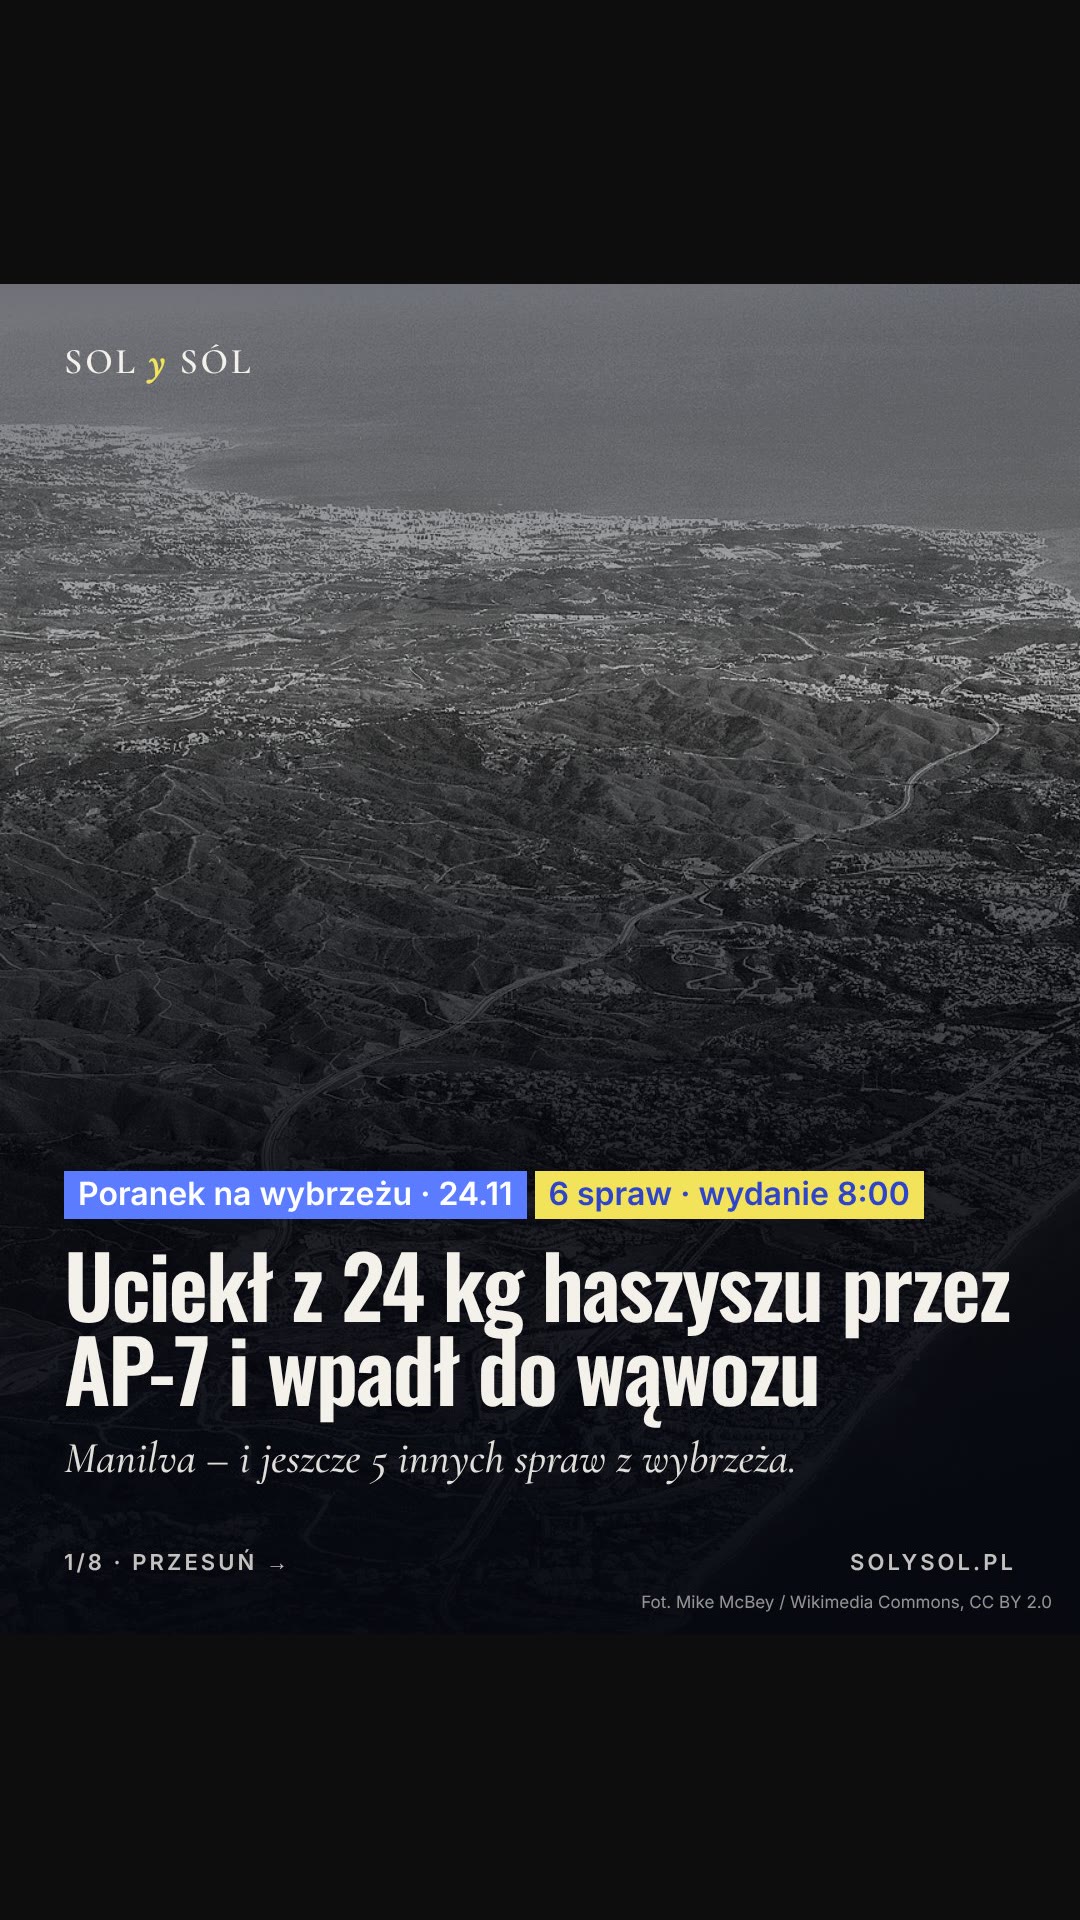 SOL y SÓL
Poranek na wybrzeżu · 24.11
6 spraw · wydanie 8:00
Uciekł z 24 kg haszyszu przez
AP-7 i wpadł do wąwozu
Manilva – i jeszcze 5 innych spraw z wybrzeża.
1/8 · PRZESUŃ →
SOLYSOL.PL
Fot. Mike McBey / Wikimedia Commons, CC BY 2.0